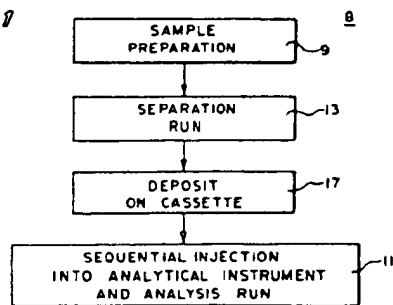 1
8
SAMPLE
PREPARATION
9
SEPARATION
RUN
13
DEPOSIT
ON CASSETTE
17
SEQUENTIAL INJECTION
INTO ANALYTICAL INSTRUMENT
AND ANALYSIS RUN
11